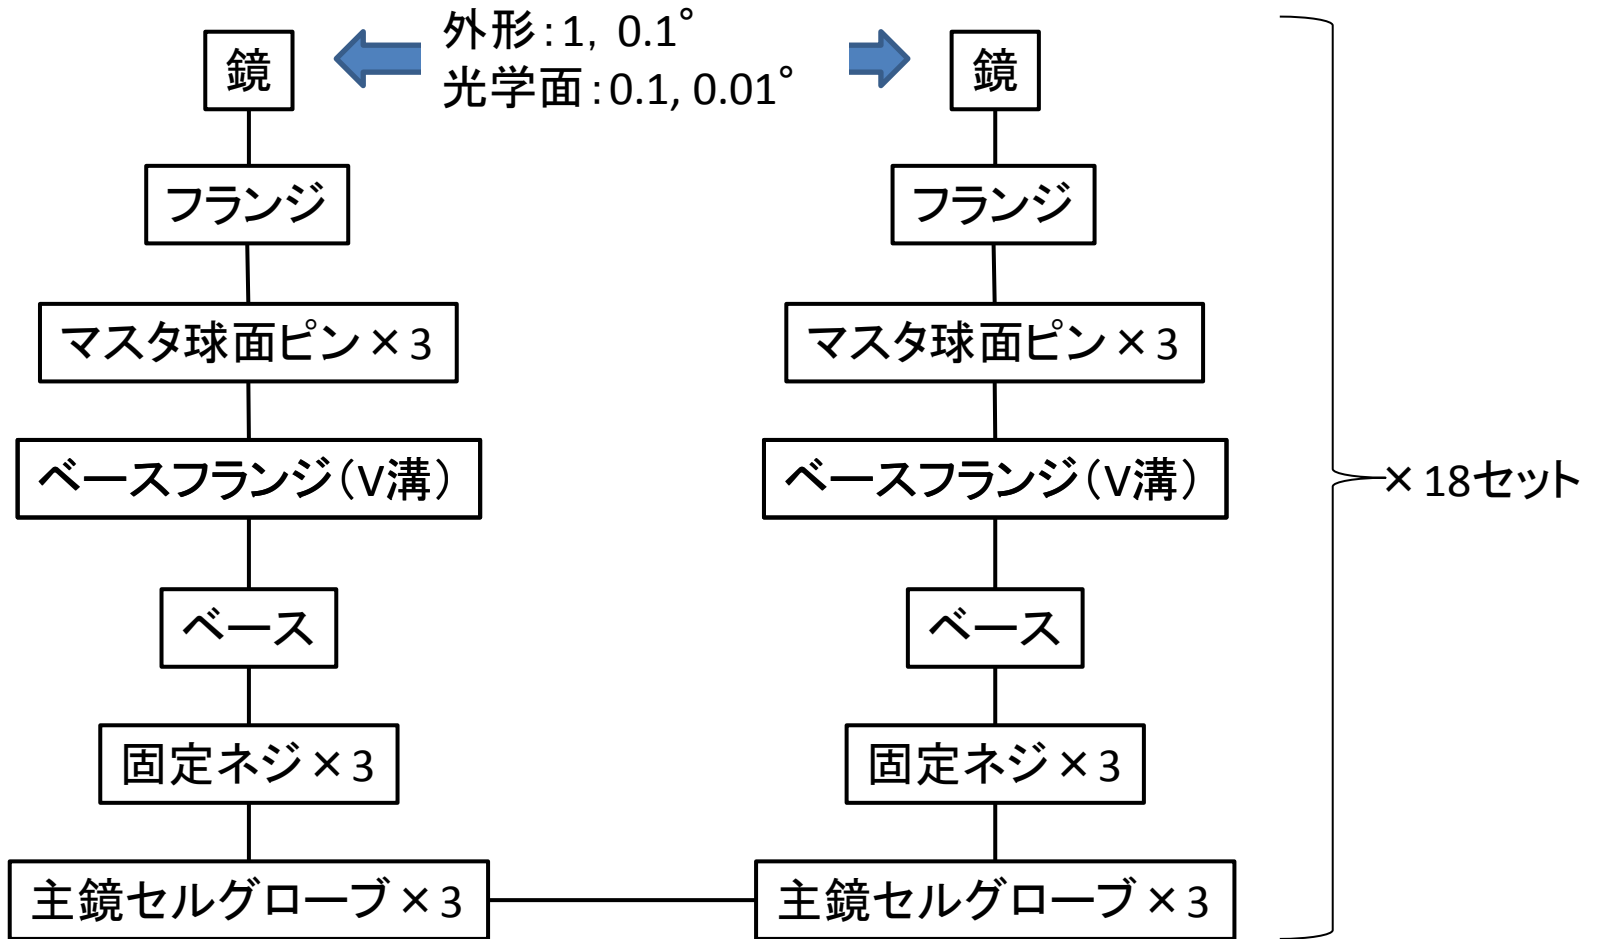 外形：1, 0.1°
光学面：0.1, 0.01°
鏡
鏡
フランジ
フランジ
マスタ球面ピン×3
マスタ球面ピン×3
ベースフランジ（V溝）
ベースフランジ（V溝）
×18セット
ベース
ベース
固定ネジ×3
固定ネジ×3
主鏡セルグローブ×3
主鏡セルグローブ×3